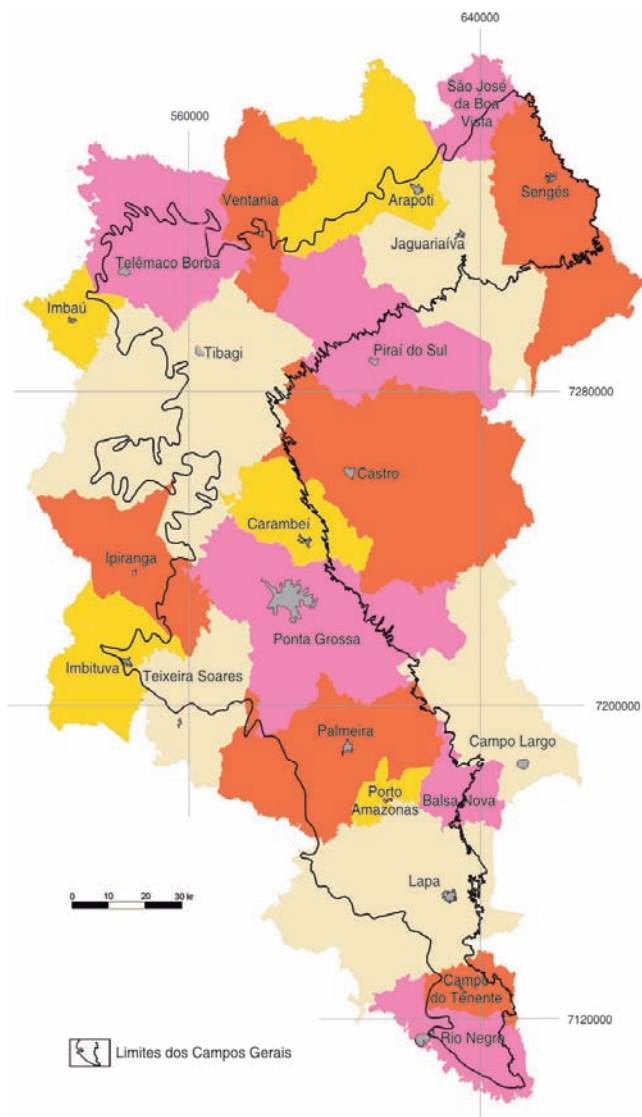 640000
São José
da Boa
Vista
560000
Ventania
Arapoti
Sengés
Jaguariaíva
Telêmaco Borba
Imbaú
Tibagi
Piraí do Sul
7280000
Castro
Carambeí
Ipiranga
Ponta Grossa
Imbituva
Teixeira Soares
7200000
Palmeira
Campo Largo
Porto
Amazonas
Balsa Nova
Lapa
0 10 20 30
Campo
do Tenente
7120000
Rio Negro
Limites dos Campos Gerais